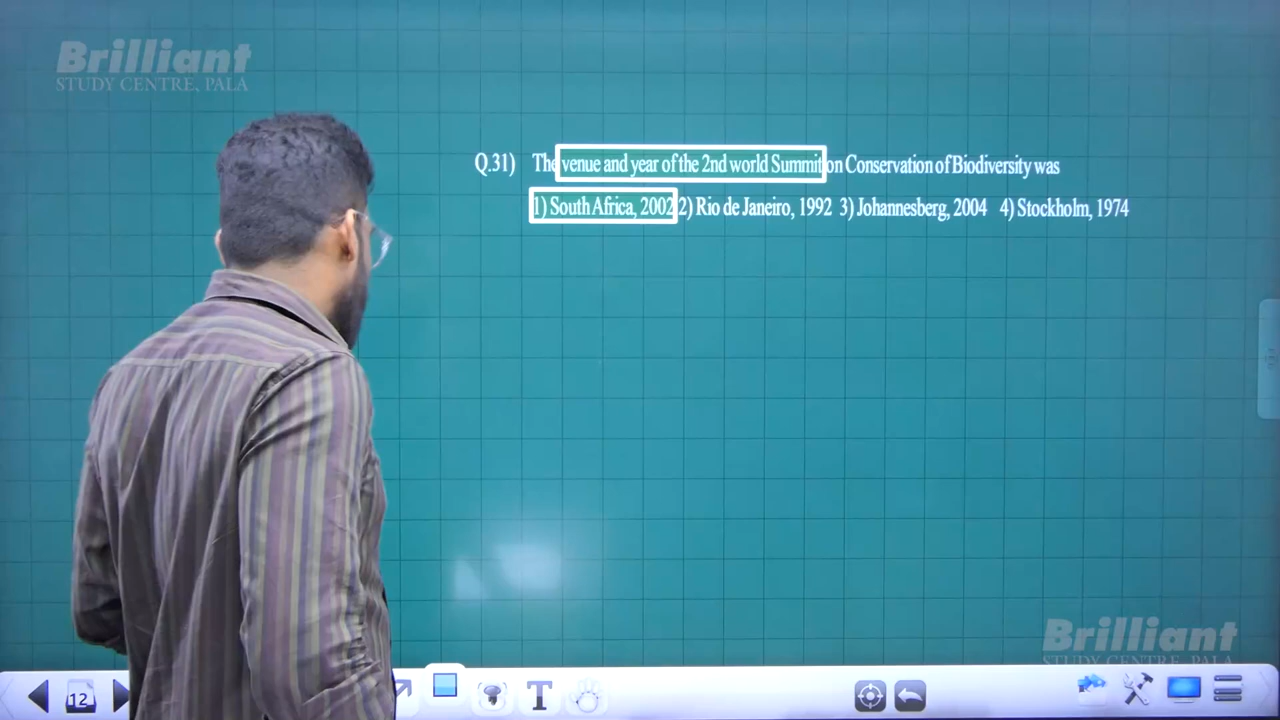 Brilliant
STUDY CENTRE, PALA
Q.31) The venue and year of the 2nd world Summit on Conservation of Biodiversity was
1) South Africa, 2002 2) Rio de Janeiro, 1992 3) Johannesberg, 2004 4) Stockholm, 1974
Brilliant
STUDY CENTRE, PALA
12
T